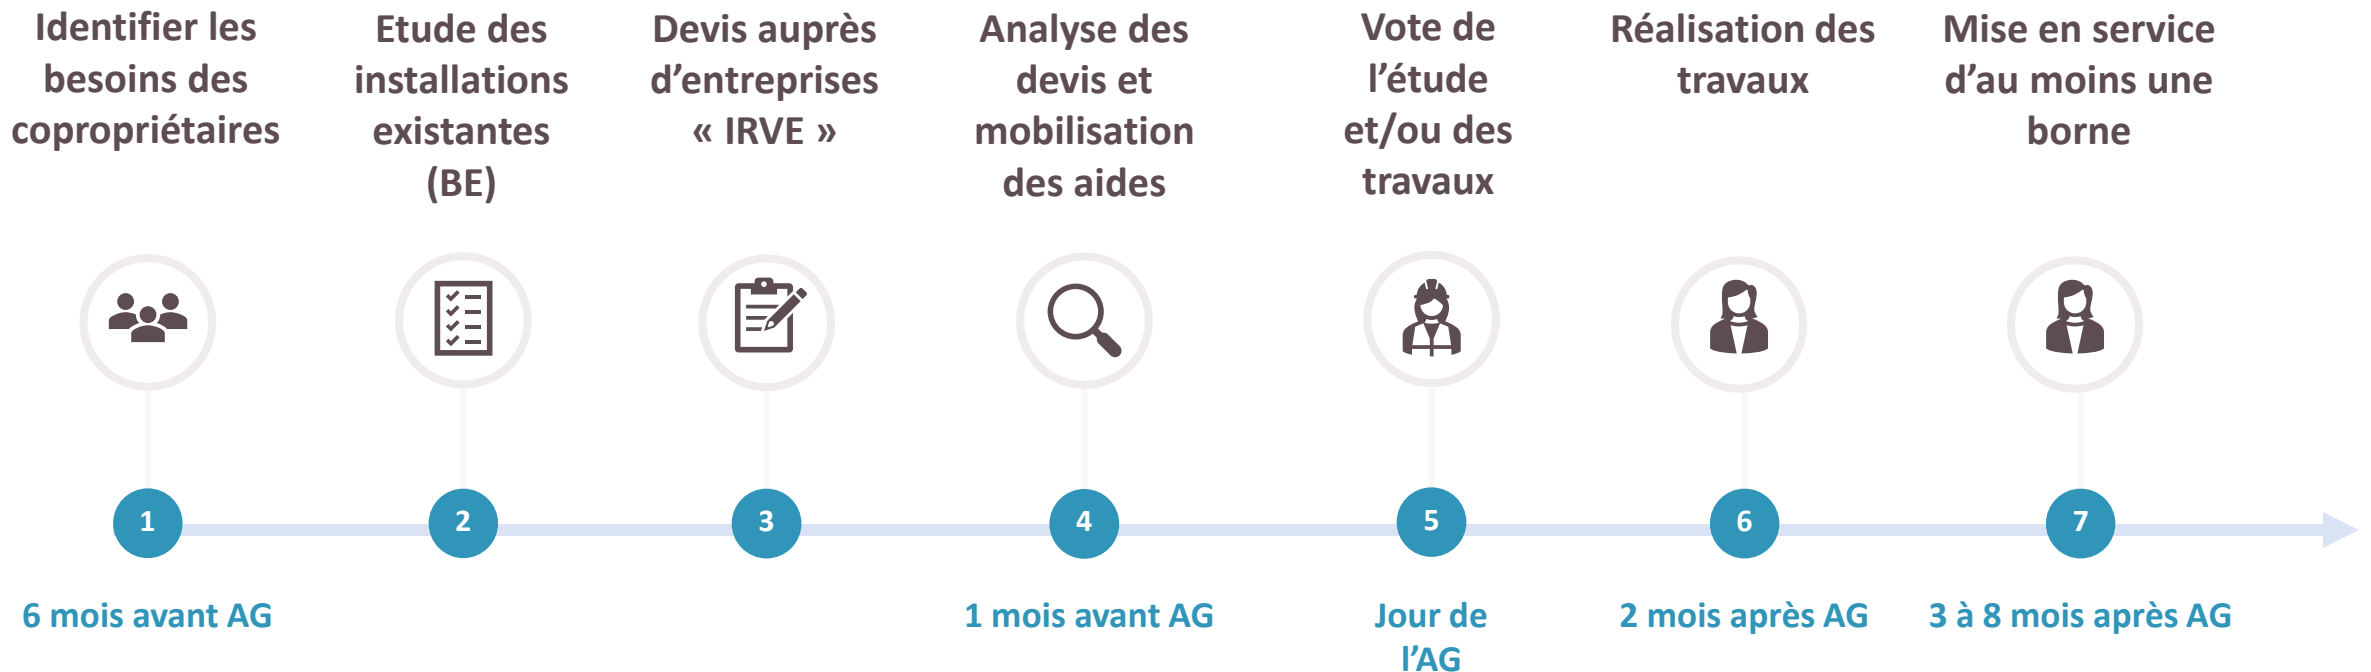 Identifier les
besoins des
copropriétaires
Etude des
installations
existantes
(BE)
Devis auprès
d’entreprises
« IRVE »
Analyse des
devis et
mobilisation
des aides
Vote de
l’étude
et/ou des
travaux
Réalisation des
travaux
Mise en service
d’au moins une
borne
1
2
3
4
5
6
7
6 mois avant AG
1 mois avant AG
Jour de
l’AG
2 mois après AG
3 à 8 mois après AG